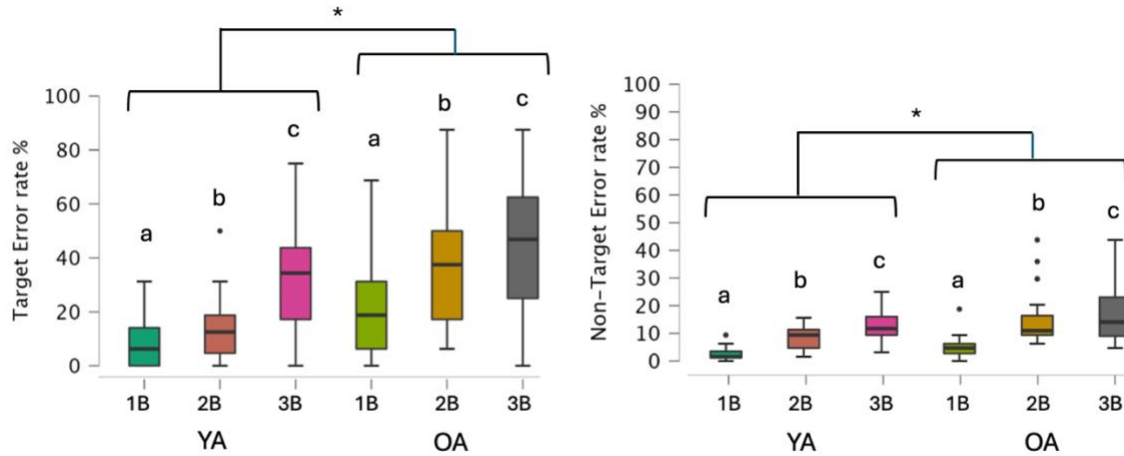 *
a
b
c
a
b
c
Target Error rate %
100
80
60
40
20
0
1B 2B 3B 1B 2B 3B
YA OA
*
a
b
c
a
b
c
Non-Target Error rate %
100
90
80
70
60
50
40
30
20
10
0
1B 2B 3B 1B 2B 3B
YA OA